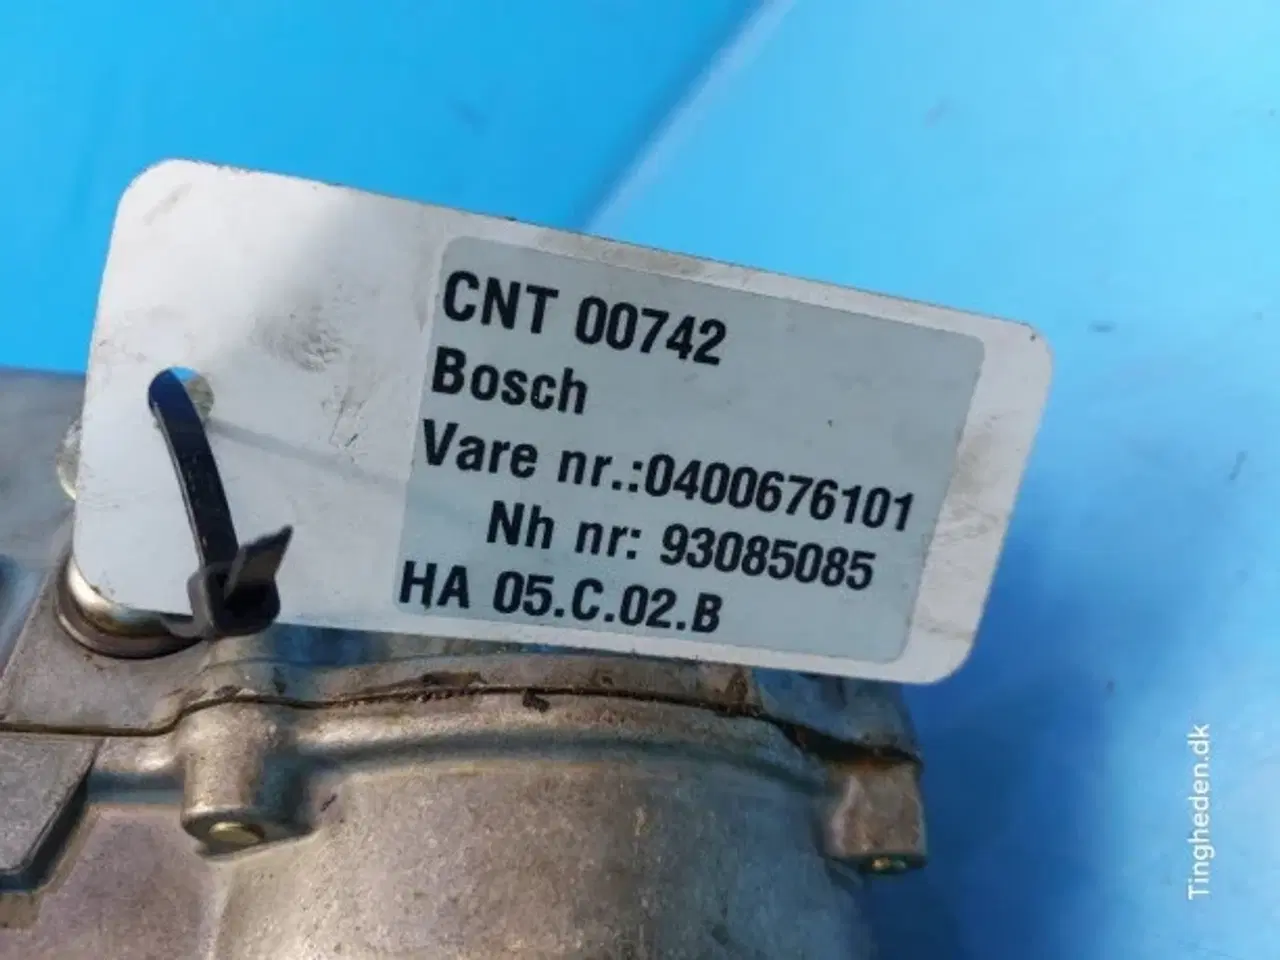 CNT 00742
Bosch
Vare nr.:0400676101
Nh nr: 93085085
HA 05.C.02.B
Tingheden.dk